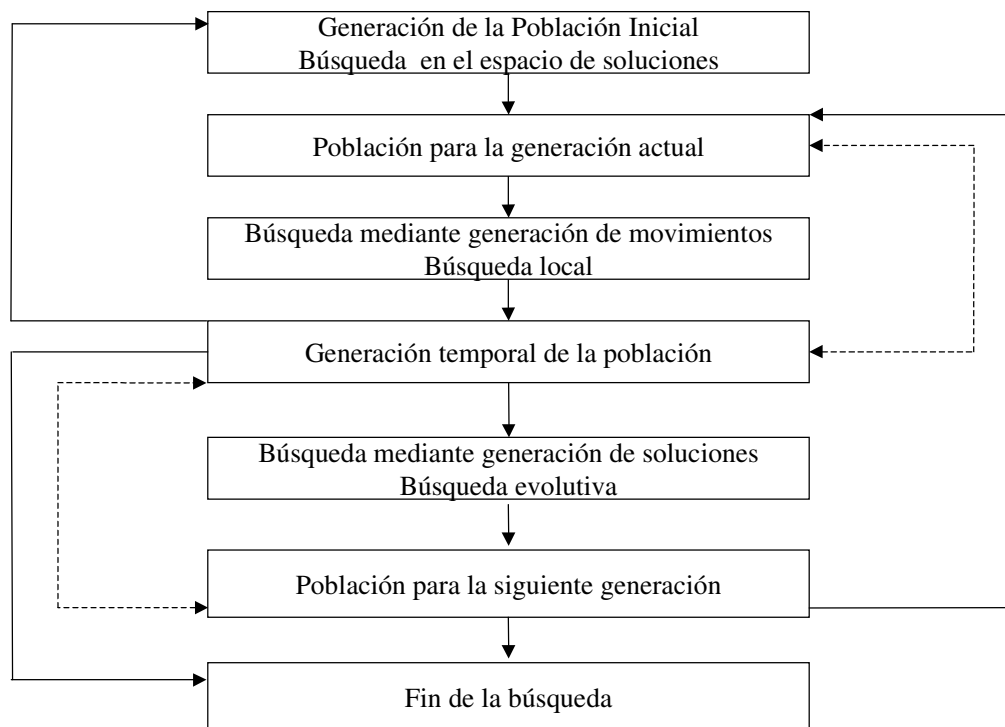 Generación de la Población Inicial
Búsqueda en el espacio de soluciones
Población para la generación actual
Búsqueda mediante generación de movimientos
Búsqueda local
Generación temporal de la población
Búsqueda mediante generación de soluciones
Búsqueda evolutiva
Población para la siguiente generación
Fin de la búsqueda